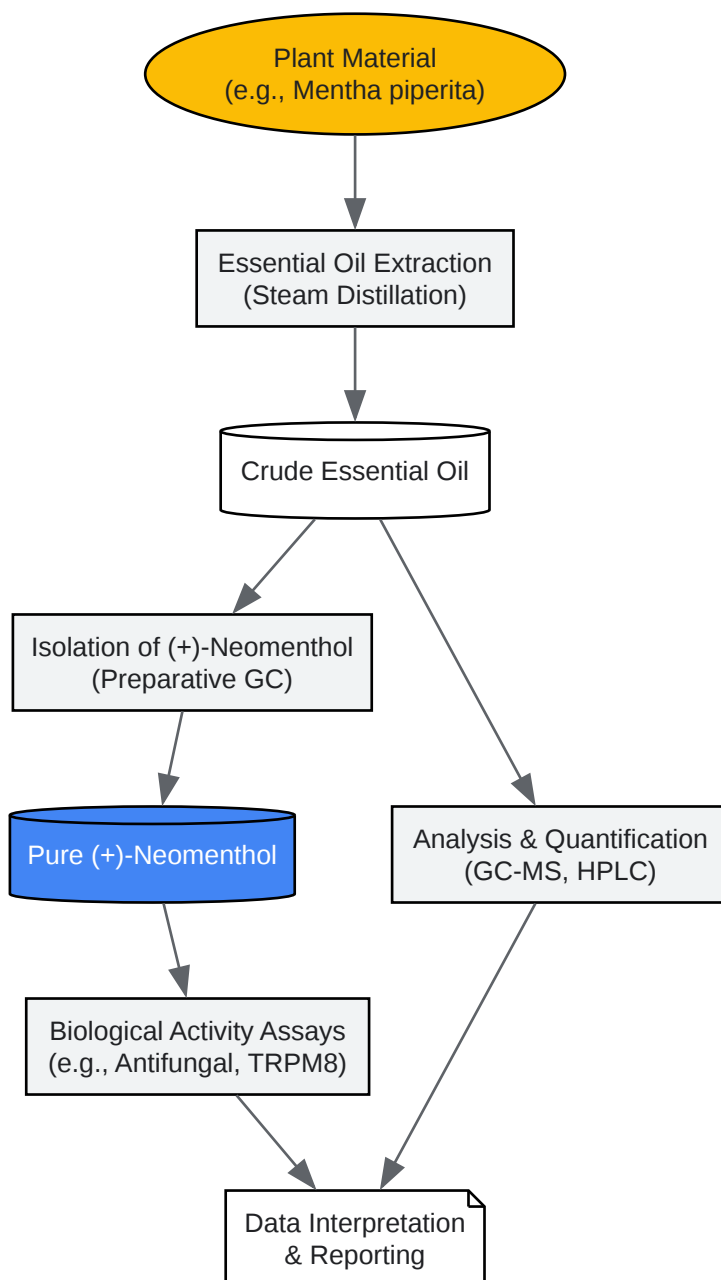 Plant Material
(e.g., Mentha piperita)
Essential Oil Extraction
(Steam Distillation)
Crude Essential Oil
Isolation of (+)-Neomenthol
(Preparative GC)
Pure (+)-Neomenthol
Analysis & Quantification
(GC-MS, HPLC)
Biological Activity Assays
(e.g., Antifungal, TRPM8)
Data Interpretation
& Reporting